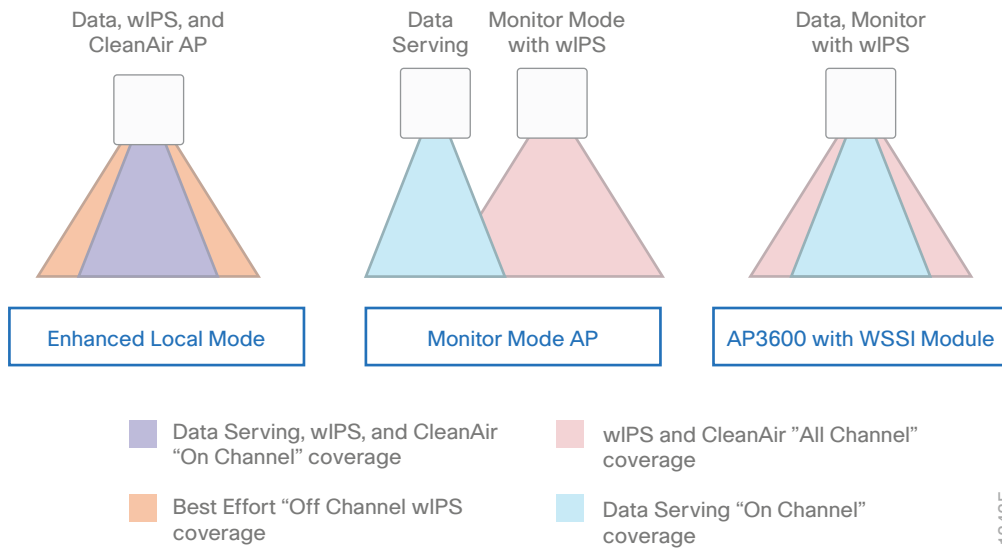 Data, wIPS, and
CleanAir AP
Data
Serving
Monitor Mode
with wIPS
Data, Monitor
with wIPS
Enhanced Local Mode
Monitor Mode AP
AP3600 with WSSI Module
Data Serving, wIPS, and CleanAir
“On Channel” coverage
wIPS and CleanAir ”All Channel”
coverage
Best Effort “Off Channel wIPS
coverage
Data Serving “On Channel”
coverage